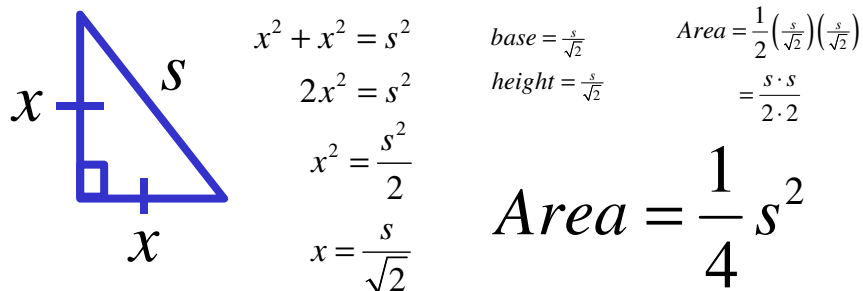 x
s
x
x² + x² = s²
2x² = s²
x² = s²/2
x = s/√2
base = s/√2
height = s/√2
Area = 1/2 (s/√2)(s/√2)
= s·s/2·2
Area = 1/4 s²